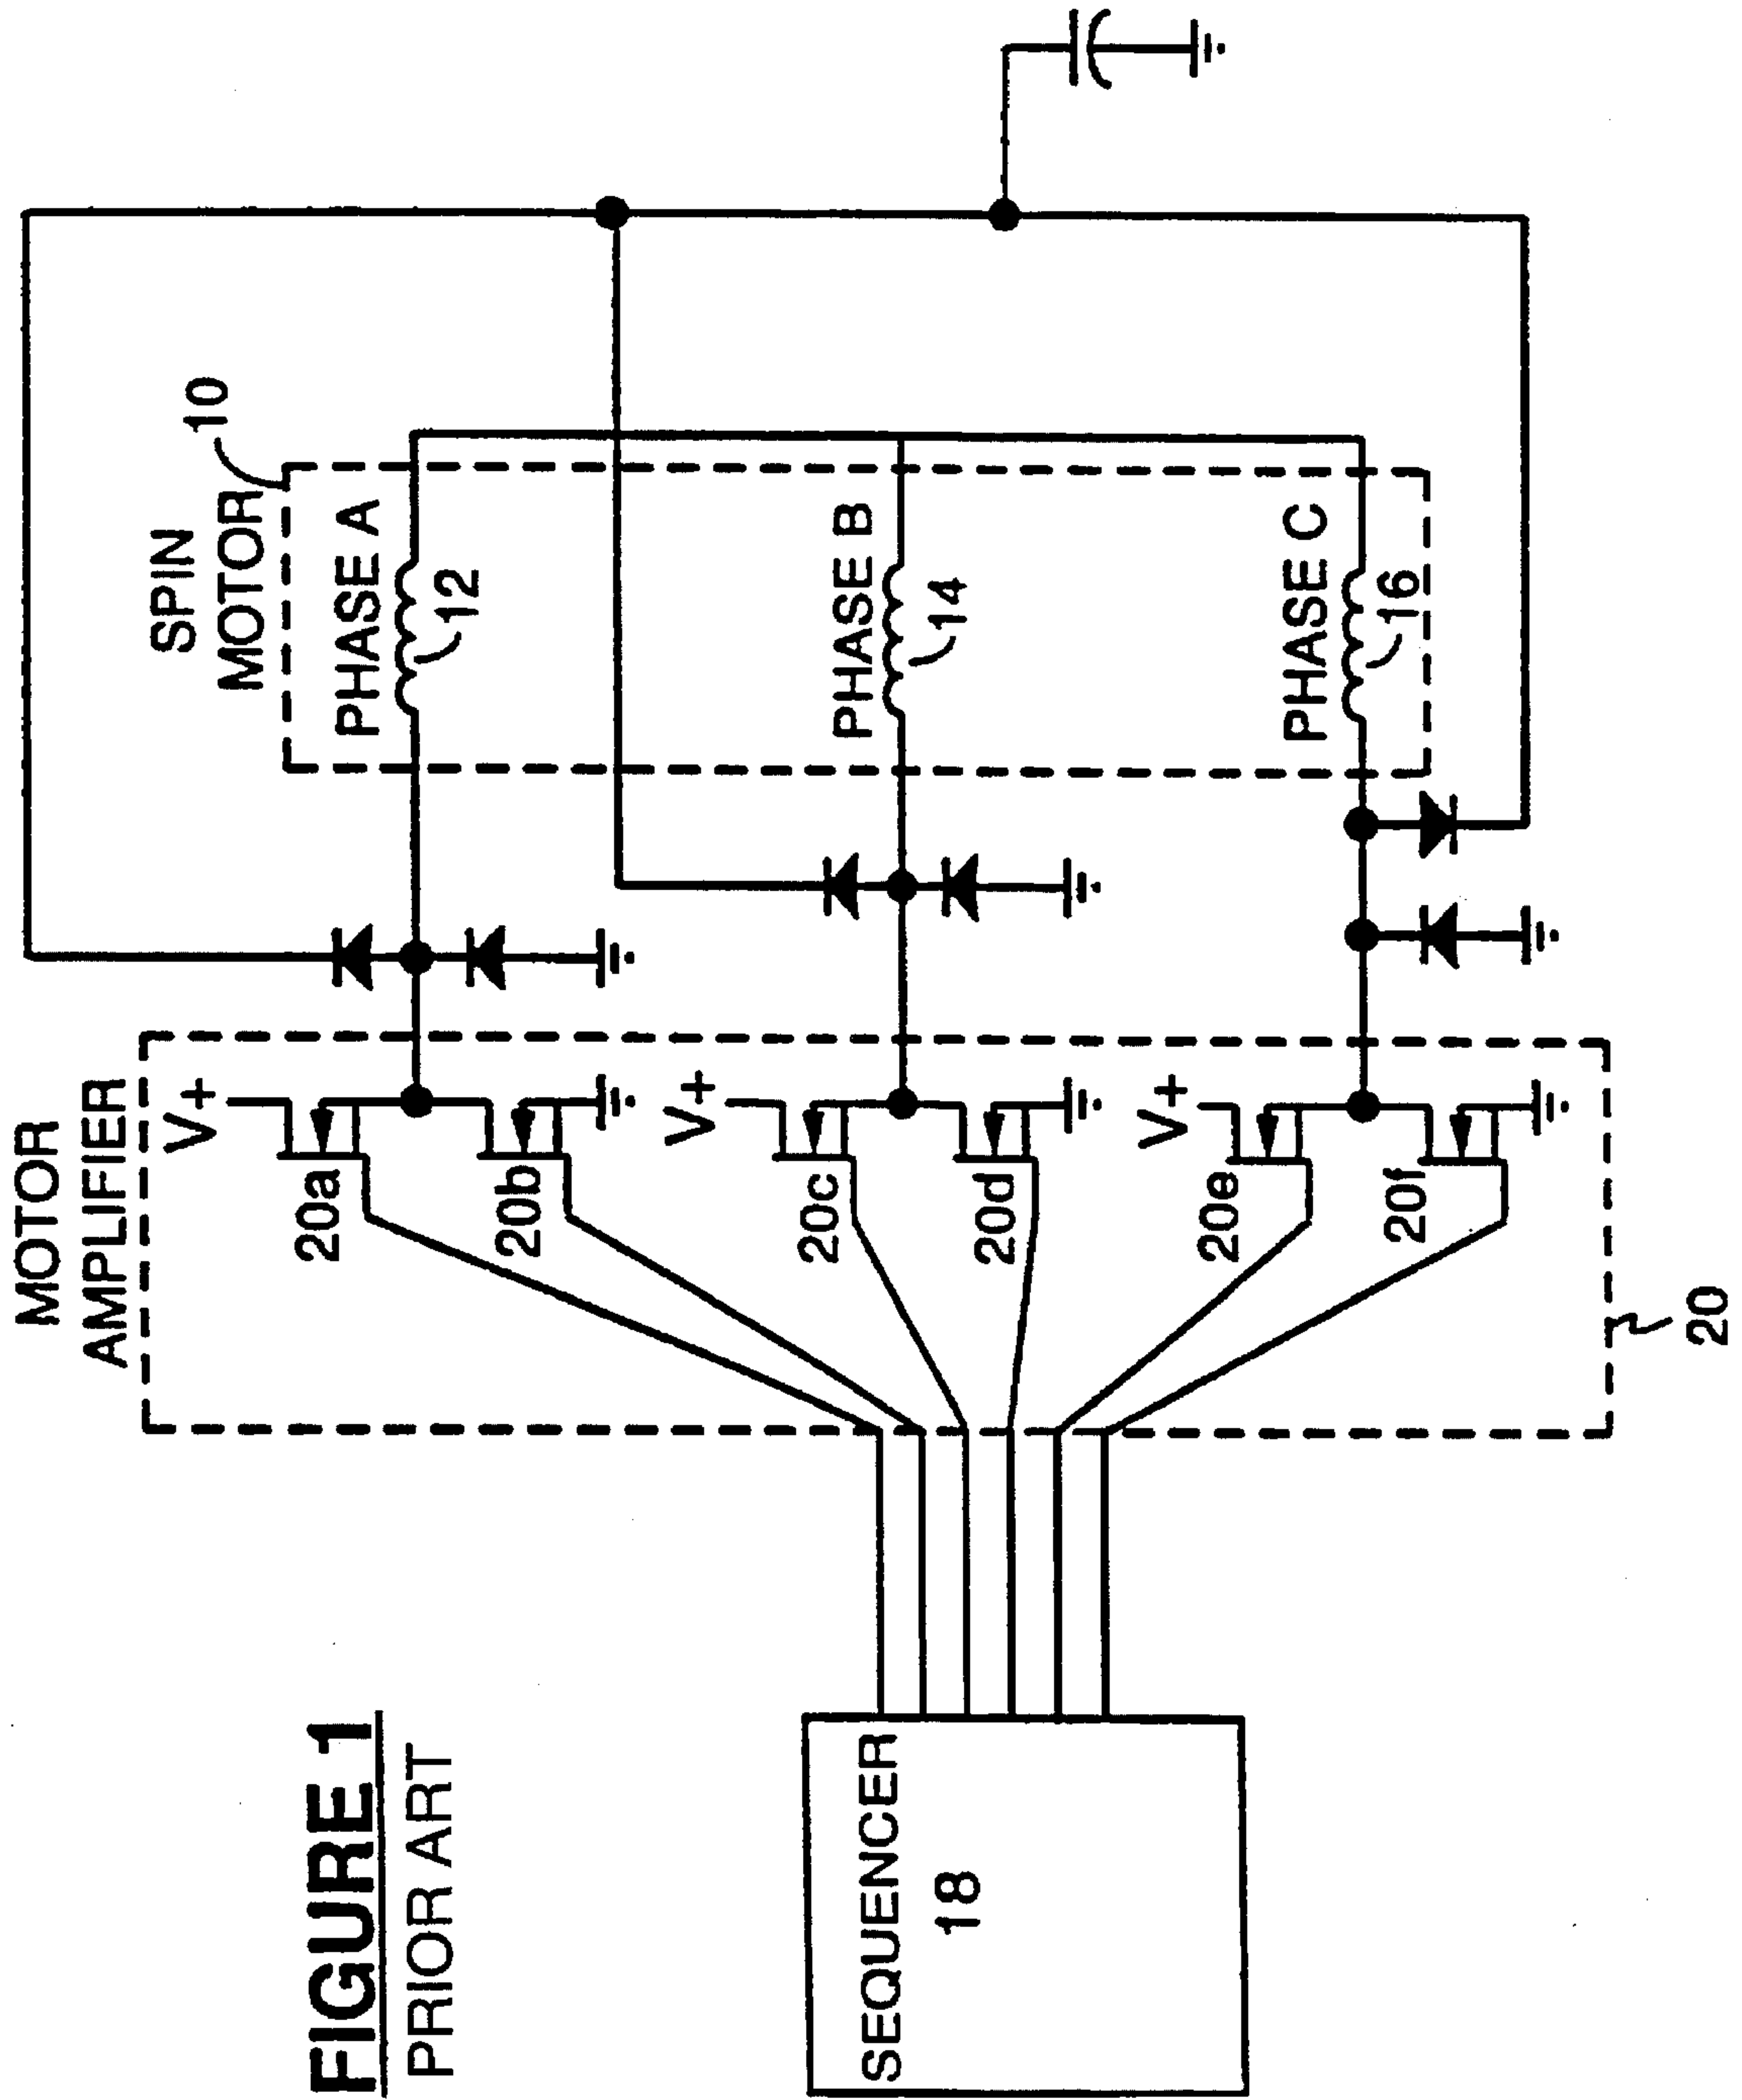 FIGURE 1
PRIOR ART
SEQUENCER
18
MOTOR
AMPLIFIER
V+
20a
20b
V+
20c
20d
V+
20e
20f
20
SPIN
MOTOR
10
PHASE A
12
PHASE B
14
PHASE C
16